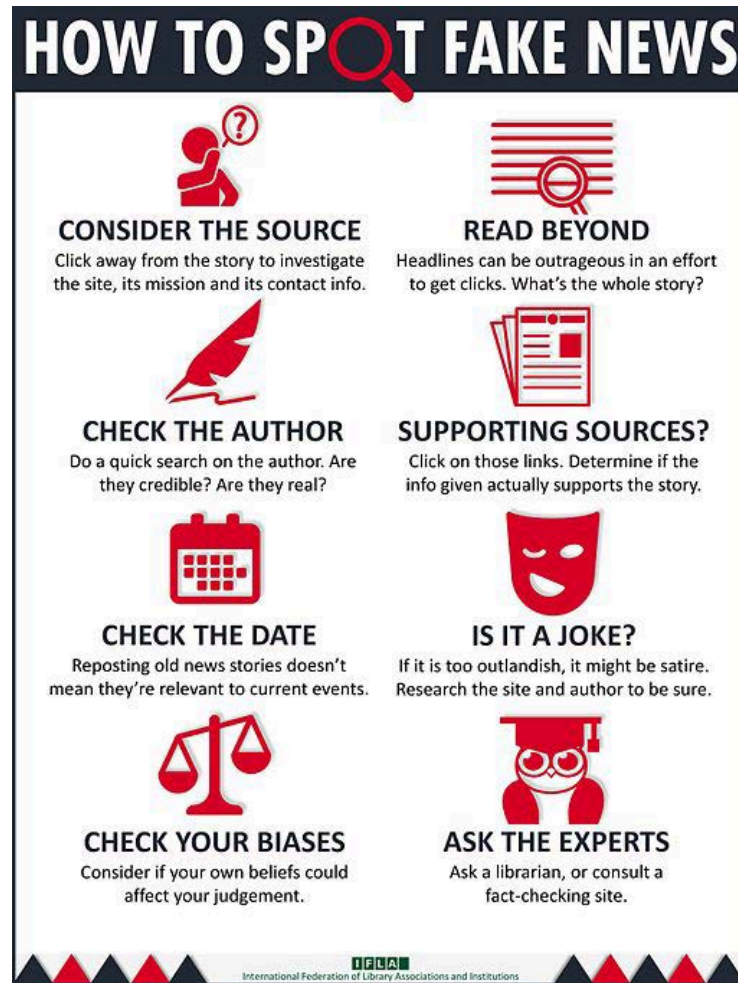 HOW TO SPOT FAKE NEWS
?
CONSIDER THE SOURCE
Click away from the story to investigate
the site, its mission and its contact info.
READ BEYOND
Headlines can be outrageous in an effort
to get clicks. What's the whole story?
CHECK THE AUTHOR
Do a quick search on the author. Are
they credible? Are they real?
SUPPORTING SOURCES?
Click on those links. Determine if the
info given actually supports the story.
CHECK THE DATE
Reposting old news stories doesn't
mean they're relevant to current events.
IS IT A JOKE?
If it is too outlandish, it might be satire.
Research the site and author to be sure.
CHECK YOUR BIASES
Consider if your own beliefs could
affect your judgement.
ASK THE EXPERTS
Ask a librarian, or consult a
fact-checking site.
IFLA
International Federation of Library Associations and Institutions